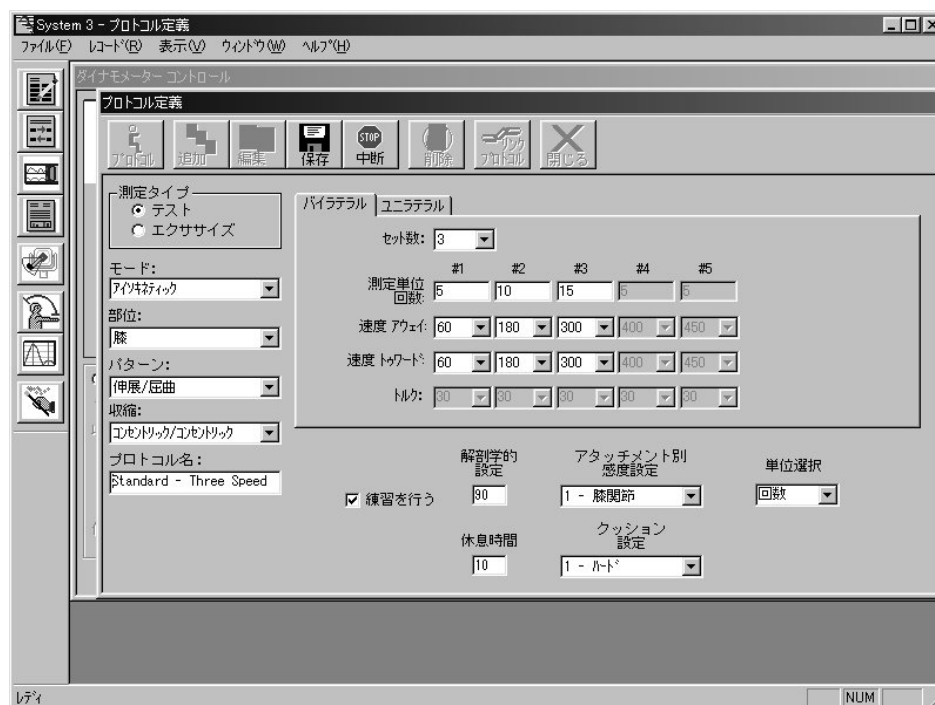 System 3 - プロトコル定義
ファイル(F) レコード(R) 表示(V) ウィンドウ(W) ヘルプ(H)
ダイナモメーター コントロール
プロトコル定義
プロトコル 追加 編集 保存 STOP 中断 削除 リンク プロトコル 閉じる
測定タイプ
テスト
エクササイズ
モード:
アイソキネティック
部位:
膝
パターン:
伸展/屈曲
収縮:
コンセントリック/コンセントリック
プロトコル名:
Standard - Three Speed
バイラテラル ユニラテラル
セット数: 3
#1 #2 #3 #4 #5
測定単位
回数: 5 10 15 5 5
速度 アウェイ: 60 180 300 400 450
速度 トゥワード: 60 180 300 400 450
トルク: 30 30 30 30 30
練習を行う
解剖学的
設定
90
アタッチメント別
感度設定
1 - 膝関節
単位選択
回数
休息時間
10
クッション
設定
1 - ハード
レディ NUM